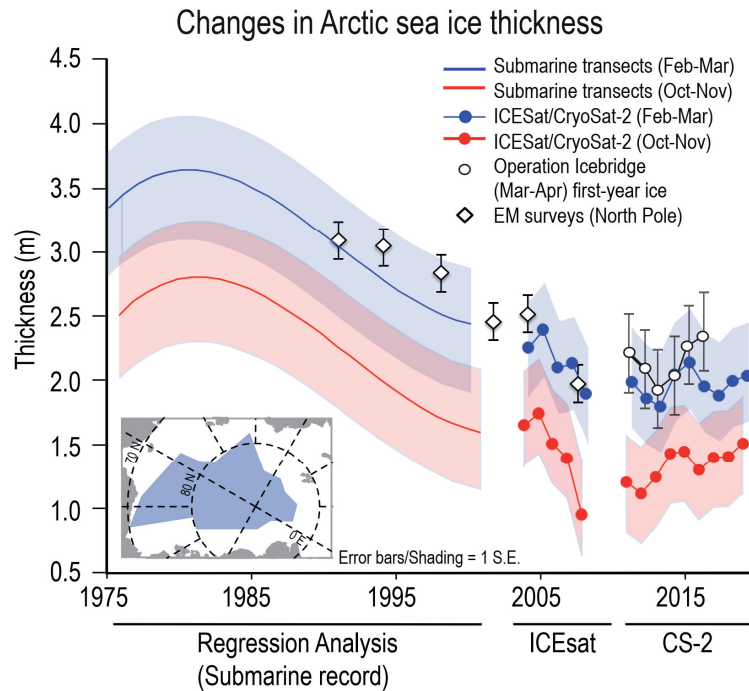 Changes in Arctic sea ice thickness
4.5
4.0
3.5
3.0
2.5
2.0
1.5
1.0
0.5
Thickness (m)
Submarine transects (Feb-Mar)
Submarine transects (Oct-Nov)
ICESat/CryoSat-2 (Feb-Mar)
ICESat/CryoSat-2 (Oct-Nov)
Operation Icebridge
(Mar-Apr) first-year ice
EM surveys (North Pole)
70 N
80 N
0 E
Error bars/Shading = 1 S.E.
1975
1985
1995
2005
2015
Regression Analysis
(Submarine record)
ICEsat
CS-2